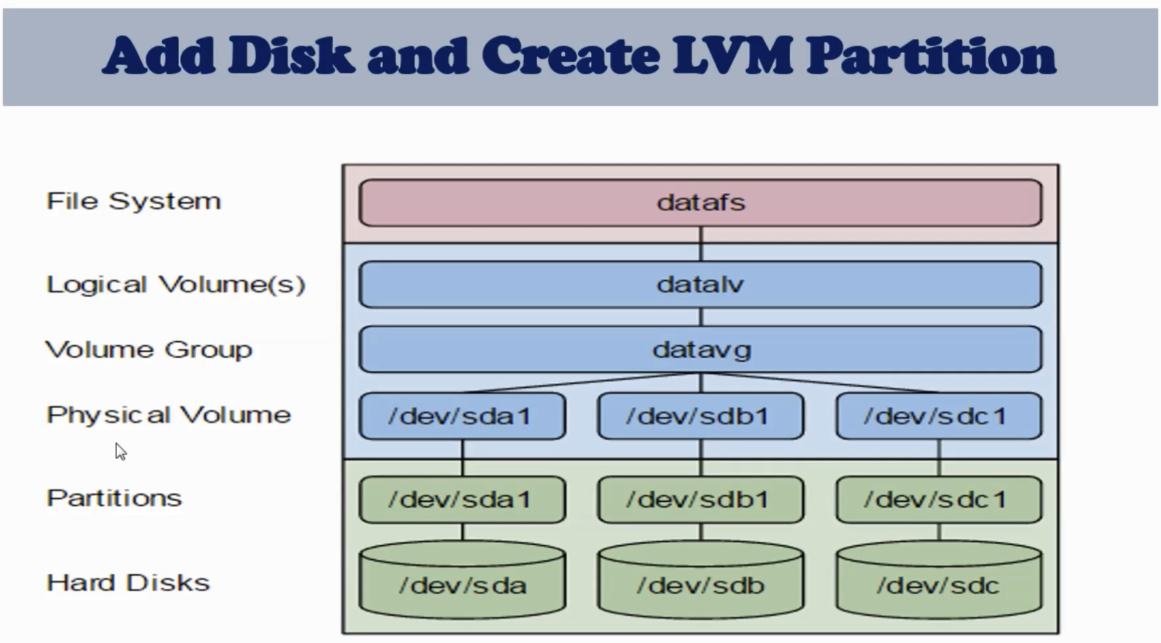 Add Disk and Create LVM Partition
File System
datafs
Logical Volume(s)
datalv
Volume Group
datavg
Physical Volume
/dev/sda1
/dev/sdb1
/dev/sdc1
Partitions
/dev/sda1
/dev/sdb1
/dev/sdc1
Hard Disks
/dev/sda
/dev/sdb
/dev/sdc